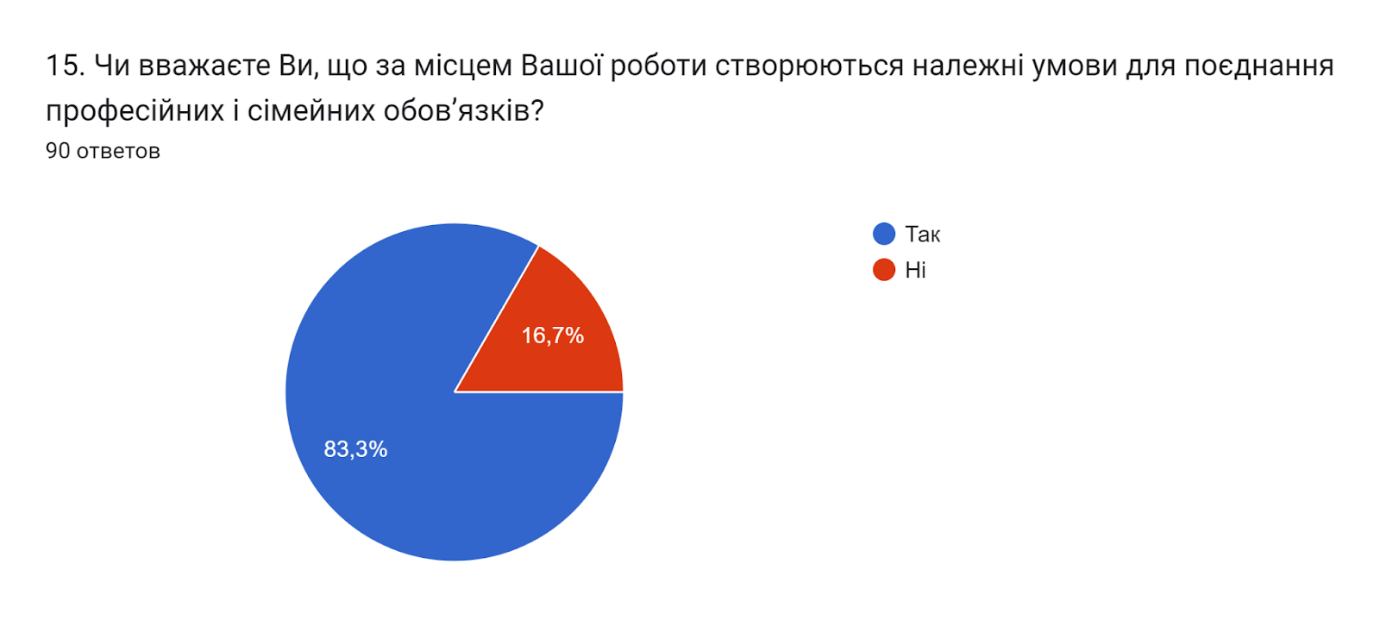 15. Чи вважаєте Ви, що за місцем Вашої роботи створюються належні умови для поєднання
професійних і сімейних обов’язків?
90 ответов
Так
Ні
16,7%
83,3%